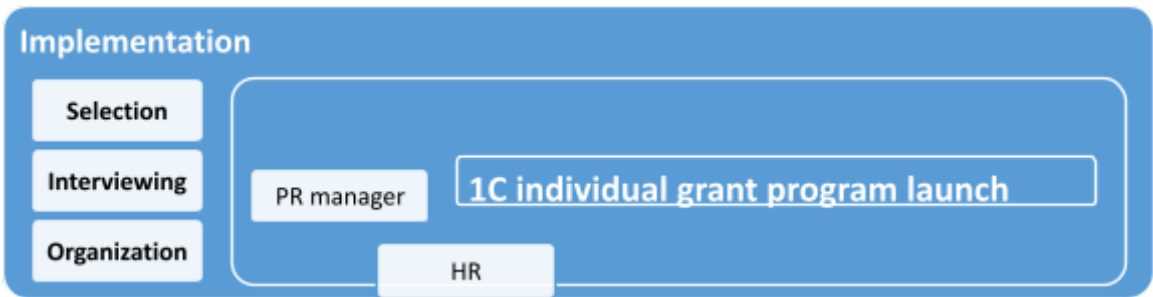 Implementation
Selection
Interviewing
Organization
PR manager
1C individual grant program launch
HR